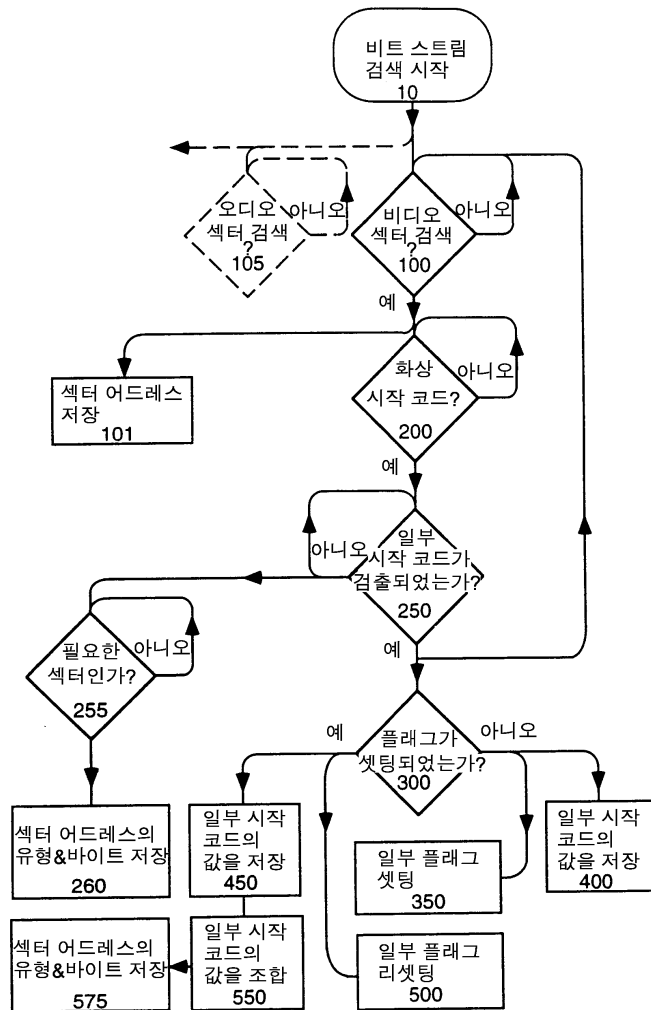 비트 스트림
검색 시작
10
오디오
섹터 검색
?
105
아니오
비디오
섹터 검색
?
100
아니오
예
섹터 어드레스
저장
101
화상
시작 코드?
200
아니오
예
일부
시작 코드가
검출되었는가?
250
아니오
예
필요한
섹터인가?
255
아니오
플래그가
셋팅되었는가?
300
예
아니오
섹터 어드레스의
유형&바이트 저장
260
일부 시작
코드의
값을 저장
450
일부 플래그
셋팅
350
일부 시작
코드의
값을 저장
400
섹터 어드레스의
유형&바이트 저장
575
일부 시작
코드의
값을 조합
550
일부 플래그
리셋팅
500